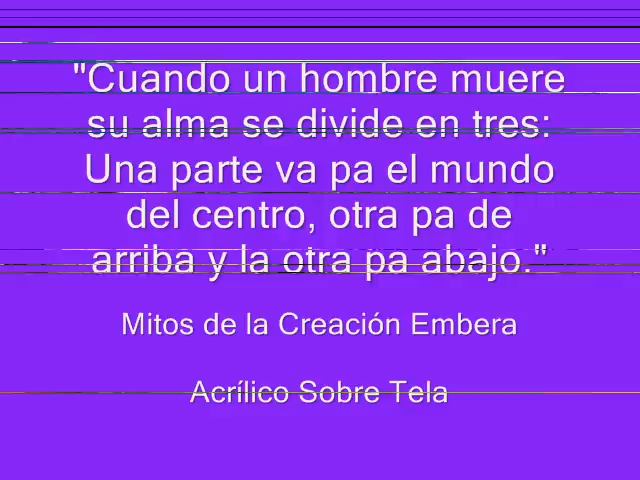 "Cuando un hombre muere
su alma se divide en tres:
Una parte va pa el mundo
del centro, otra pa de
arriba y la otra pa abajo."
Mitos de la Creación Embera
Acrílico Sobre Tela